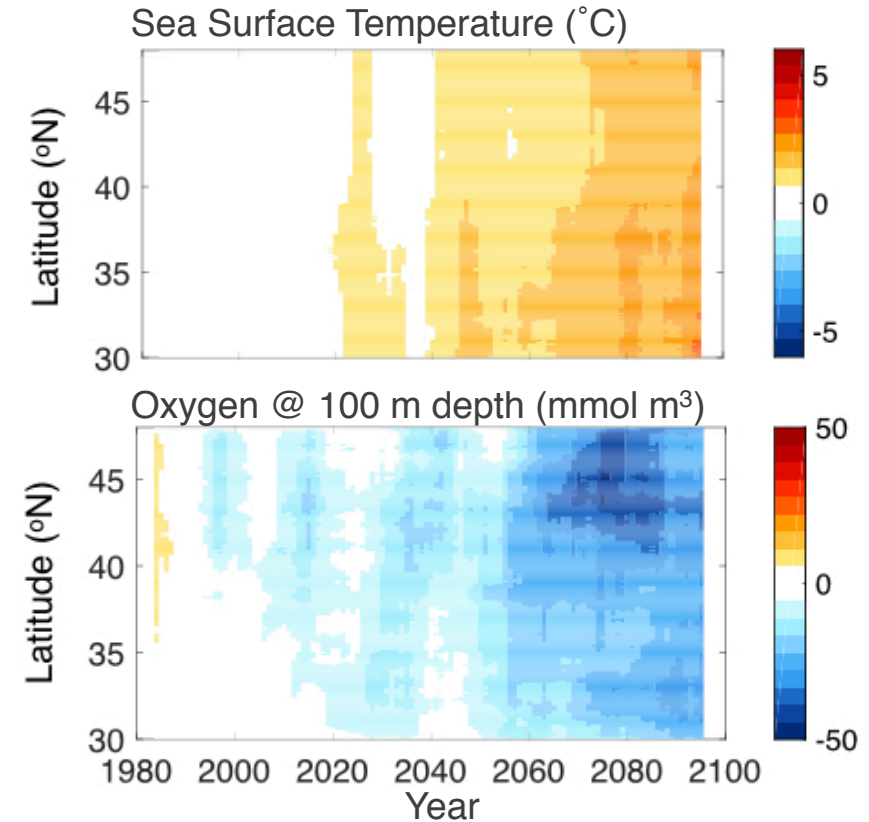 Sea Surface Temperature (˚C)
5
0
-5
45
40
35
30
Latitude (ºN)
Oxygen @ 100 m depth (mmol m³)
50
0
-50
45
40
35
30
Latitude (ºN)
1980 2000 2020 2040 2060 2080 2100
Year